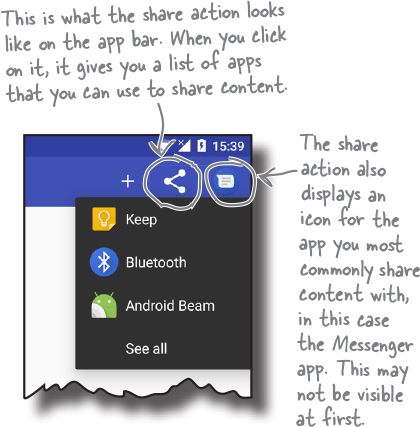 This is what the share action looks
like on the app bar. When you click
on it, it gives you a list of apps
that you can use to share content.
15:39
Keep
Bluetooth
Android Beam
See all
The share
action also
displays an
icon for the
app you most
commonly share
content with,
in this case
the Messenger
app. This may
not be visible
at first.